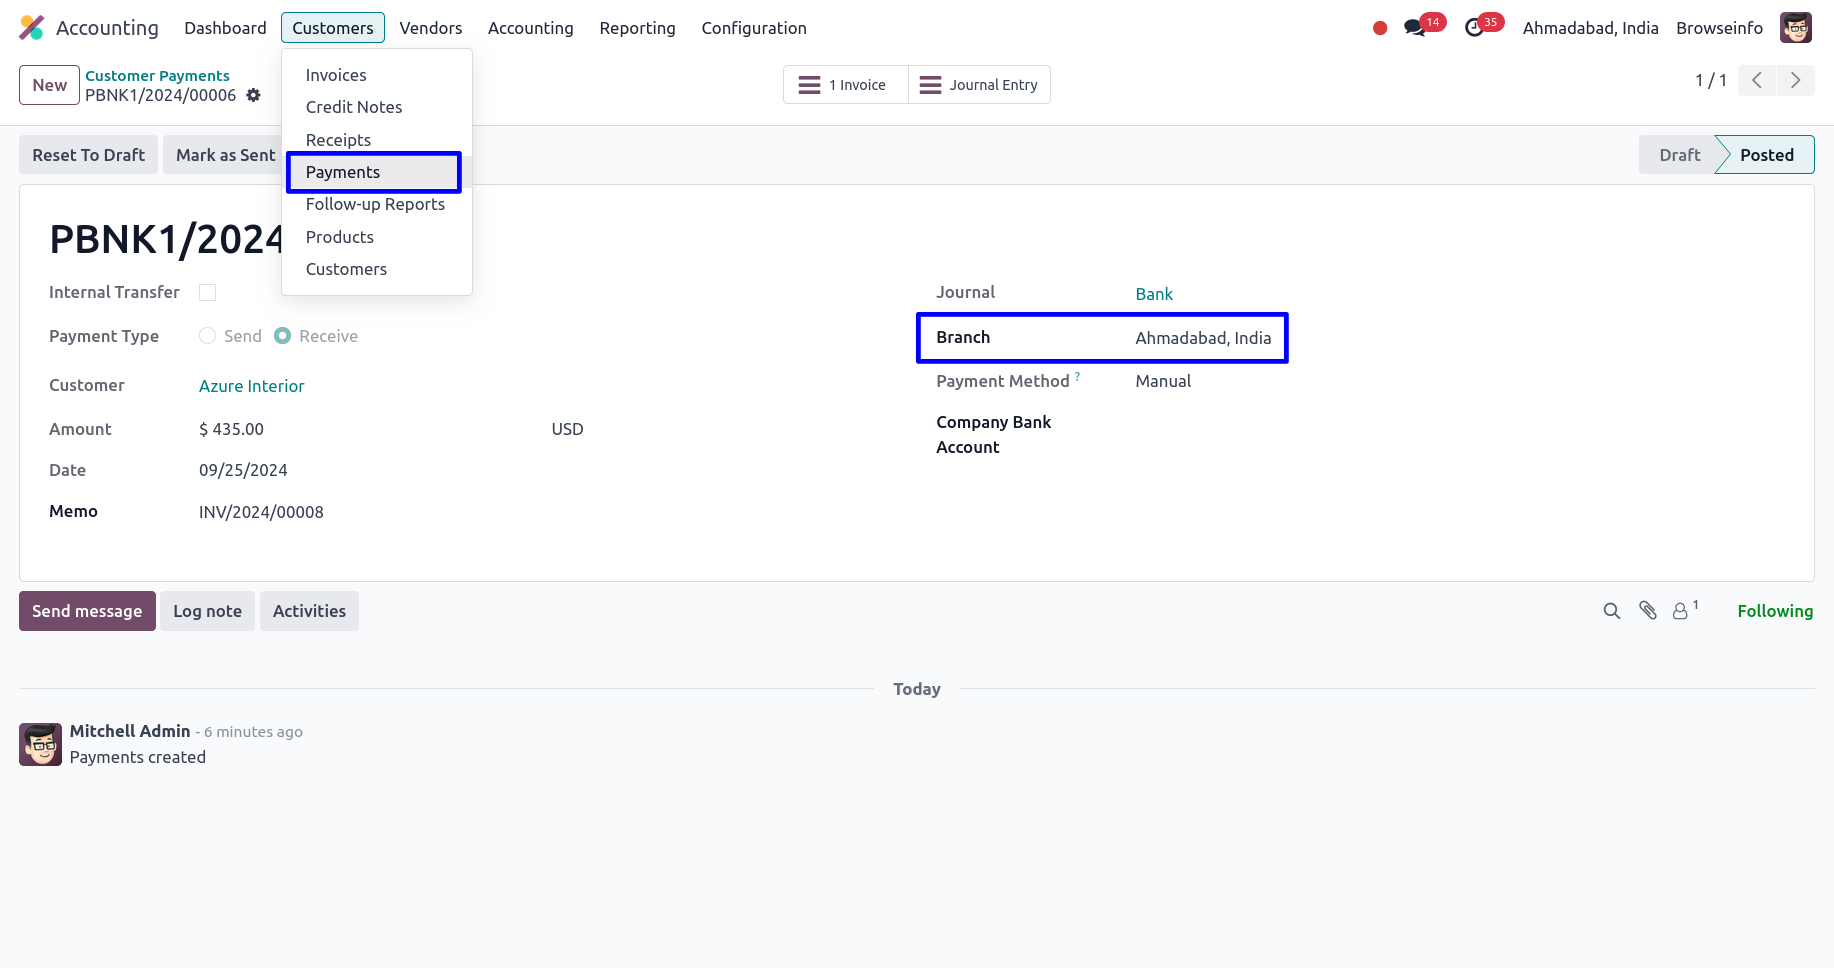 Accounting
Dashboard
Customers
Vendors
Accounting
Reporting
Configuration
14
35
Ahmadabad, India
Browseinfo
New
Customer Payments
PBNK1/2024/00006
1 Invoice
Journal Entry
1 / 1
Invoices
Credit Notes
Receipts
Payments
Follow-up Reports
Products
Customers
Reset To Draft
Mark as Sent
Draft
Posted
PBNK1/2024
Internal Transfer
Payment Type
Send
Receive
Customer
Azure Interior
Amount
$ 435.00
USD
Date
09/25/2024
Memo
INV/2024/00008
Journal
Bank
Branch
Ahmadabad, India
Payment Method ?
Manual
Company Bank
Account
Send message
Log note
Activities
1
Following
Today
Mitchell Admin - 6 minutes ago
Payments created